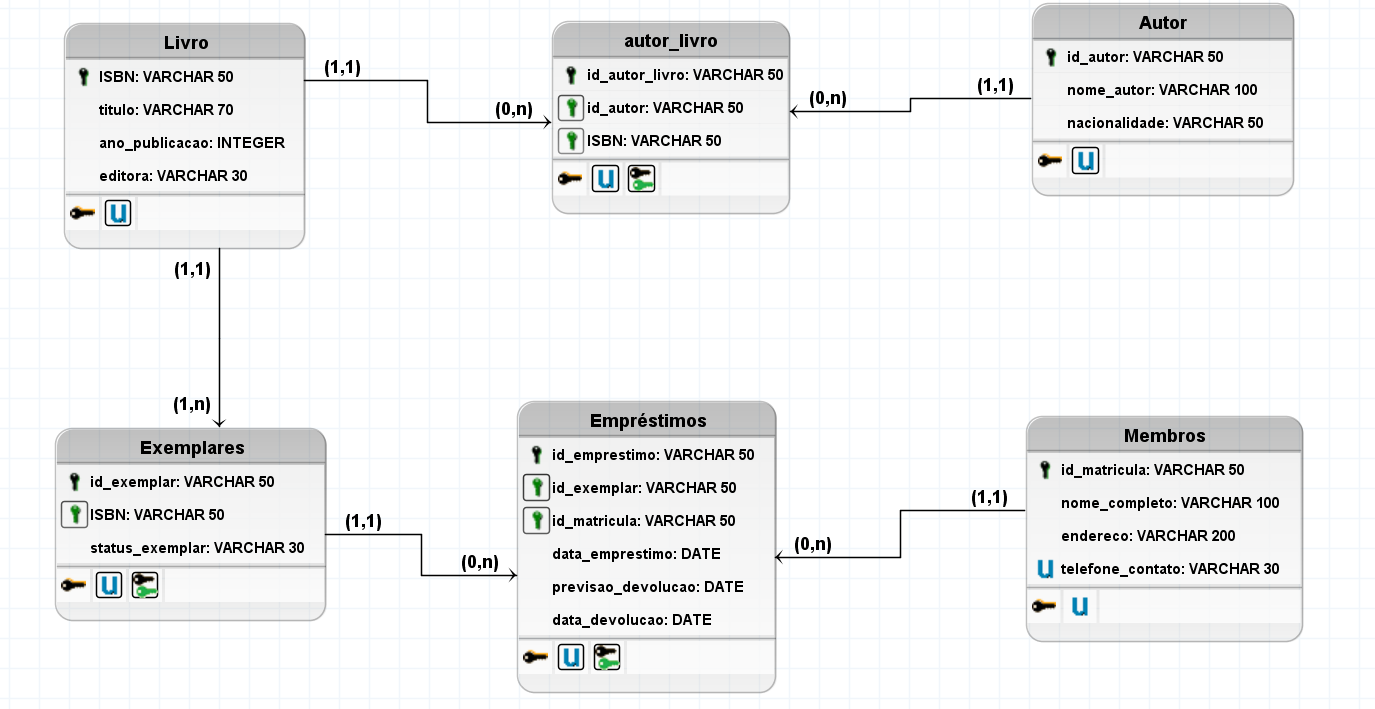 Livro
ISBN: VARCHAR 50
titulo: VARCHAR 70
ano_publicacao: INTEGER
editora: VARCHAR 30
U
(1,1)
(0,n)
autor_livro
id_autor_livro: VARCHAR 50
id_autor: VARCHAR 50
ISBN: VARCHAR 50
U
(0,n)
(1,1)
Autor
id_autor: VARCHAR 50
nome_autor: VARCHAR 100
nacionalidade: VARCHAR 50
U
(1,1)
(1,n)
Exemplares
id_exemplar: VARCHAR 50
ISBN: VARCHAR 50
status_exemplar: VARCHAR 30
U
(1,1)
(0,n)
Empréstimos
id_emprestimo: VARCHAR 50
id_exemplar: VARCHAR 50
id_matricula: VARCHAR 50
data_emprestimo: DATE
previsao_devolucao: DATE
data_devolucao: DATE
U
(0,n)
(1,1)
Membros
id_matricula: VARCHAR 50
nome_completo: VARCHAR 100
endereco: VARCHAR 200
U telefone_contato: VARCHAR 30
U